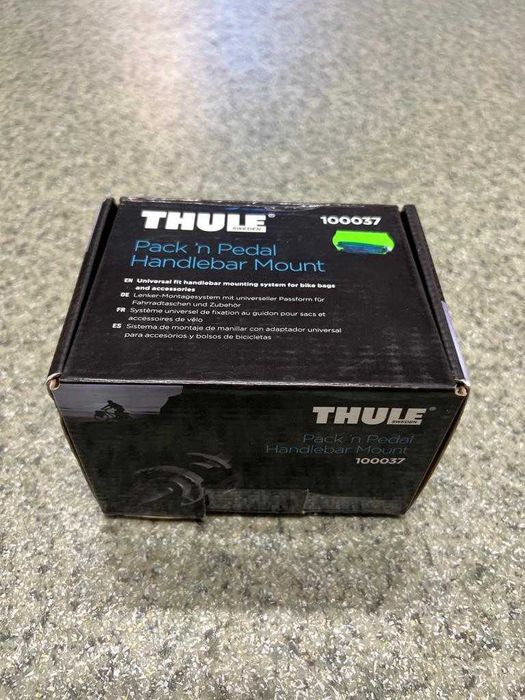 THULE®
SWEDEN
100037
Pack 'n Pedal
Handlebar Mount
EN Universal fit handlebar mounting system for bike bags
and accessories
DE Lenker-Montagesystem mit universeller Passform für
Fahrradtaschen und Zubehör
FR Système universel de fixation au guidon pour sacs et
accessoires de vélo
ES Sistema de montaje de manillar con adaptador universal
para accesorios y bolsos de bicicletas
THULE®
SWEDEN
Pack 'n Pedal
Handlebar Mount
100037